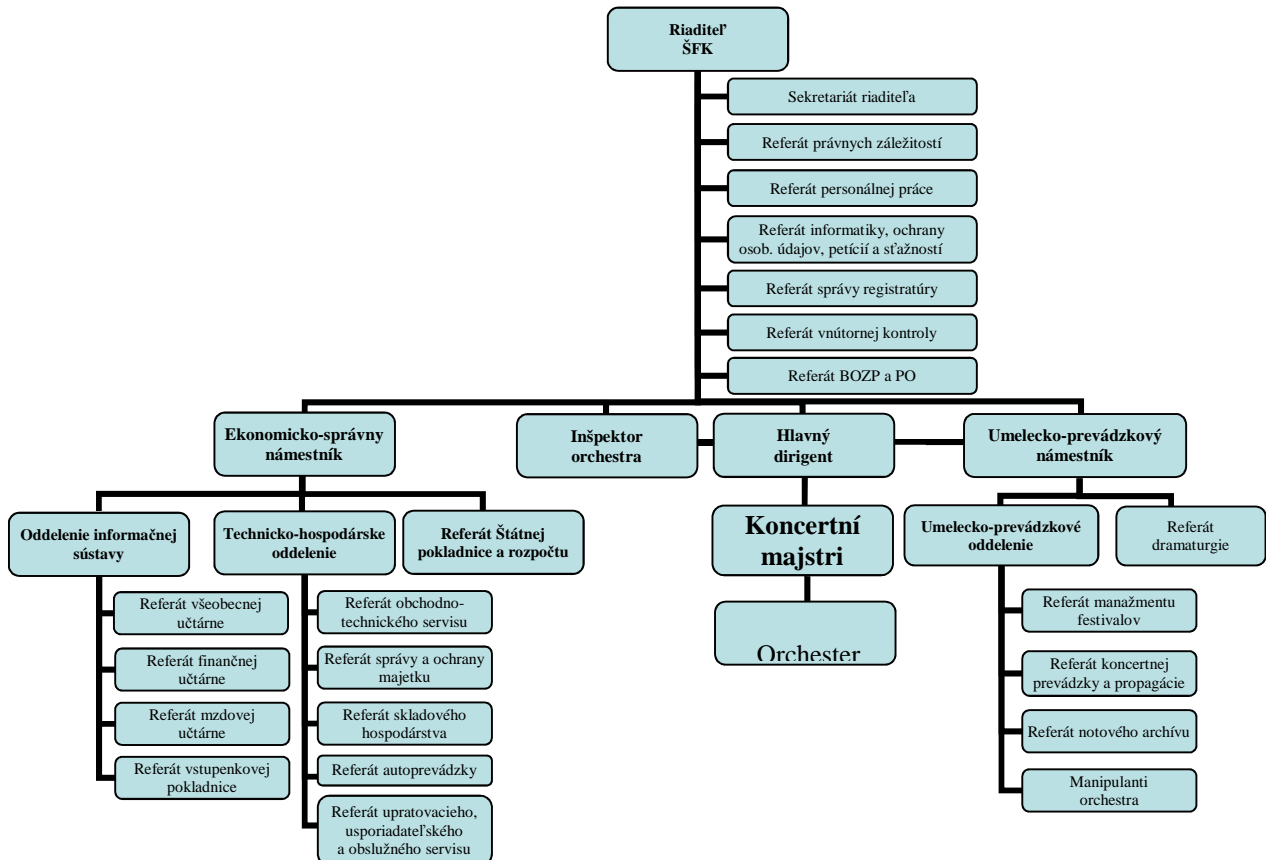 Riaditeľ
ŠFK
Sekretariát riaditeľa
Referát právnych záležitostí
Referát personálnej práce
Referát informatiky, ochrany
osob. údajov, petícií a sťažností
Referát správy registratúry
Referát vnútornej kontroly
Referát BOZP a PO
Ekonomicko-správny
námestník
Inšpektor
orchestra
Hlavný
dirigent
Umelecko-prevádzkový
námestník
Oddelenie informačnej
sústavy
Technicko-hospodárske
oddelenie
Referát Štátnej
pokladnice a rozpočtu
Koncertní
majstri
Umelecko-prevádzkové
oddelenie
Referát
dramaturgie
Referát všeobecnej
učtárne
Referát finančnej
učtárne
Referát mzdovej
učtárne
Referát vstupenkovej
pokladnice
Referát obchodno-
technického servisu
Referát správy a ochrany
majetku
Referát skladového
hospodárstva
Referát autoprevádzky
Referát upratovacieho,
usporiadateľského
a obslužného servisu
Orchester
Referát manažmentu
festivalov
Referát koncertnej
prevádzky a propagácie
Referát notového archívu
Manipulanti
orchestra